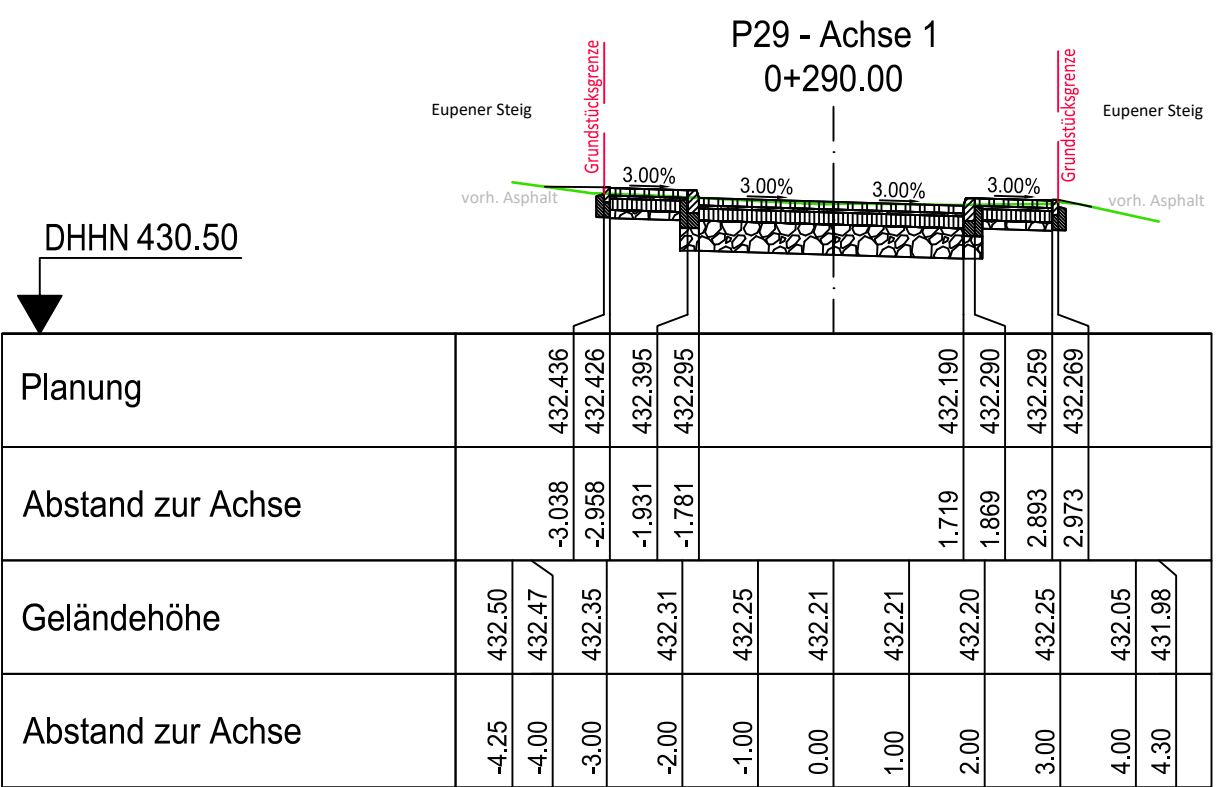 P29 - Achse 1
0+290.00
Grundstücksgrenze
Grundstücksgrenze
Eupener Steig
Eupener Steig
3.00%
3.00%
3.00%
3.00%
vorh. Asphalt
vorh. Asphalt
DHHN 430.50
Planung
432.436 432.426 432.395 432.295 432.190 432.290 432.259 432.269
Abstand zur Achse
-3.038 -2.958 -1.931 -1.781 1.719 1.869 2.893 2.973
Geländehöhe
432.50 432.47 432.35 432.31 432.25 432.21 432.21 432.20 432.25 432.05 431.98
Abstand zur Achse
-4.25 -4.00 -3.00 -2.00 -1.00 0.00 1.00 2.00 3.00 4.00 4.30